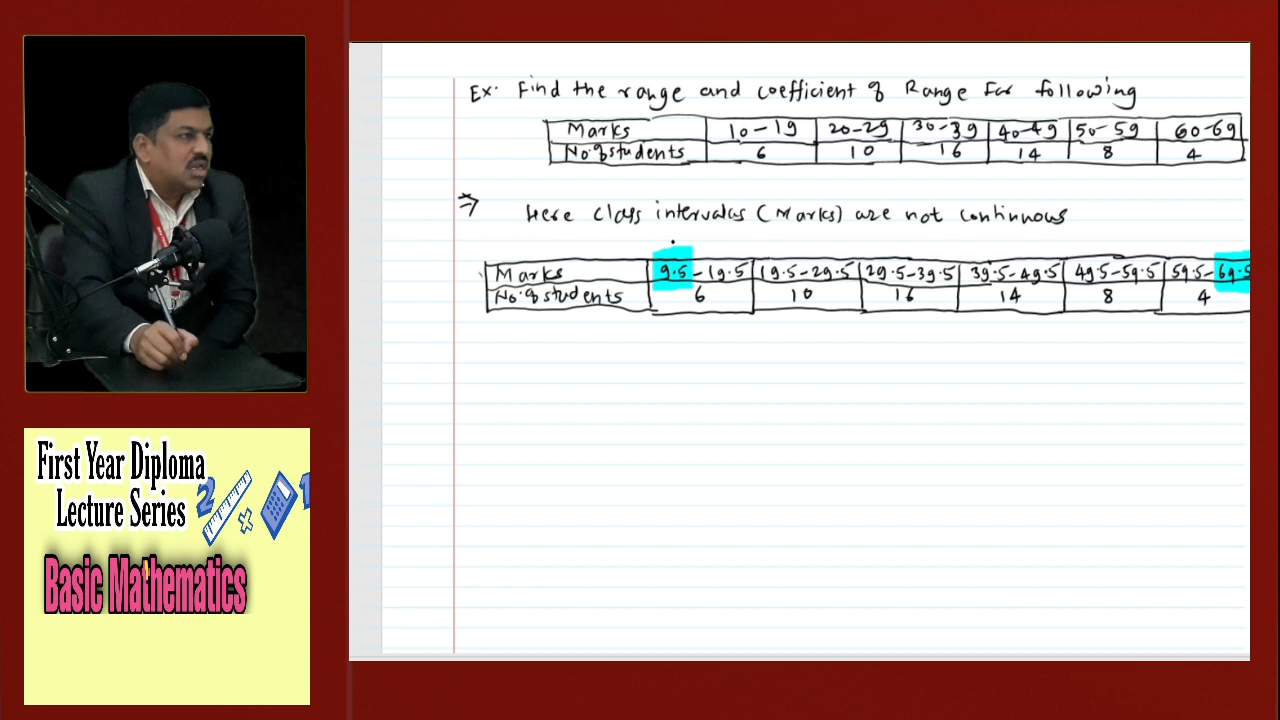 Ex. Find the range and coefficient of Range for following
Marks 10-19 20-29 30-39 40-49 50-59 60-69
No. of students 6 10 16 14 8 4
⇒ Here class intervalas (Marks) are not continuous
Marks 9.5-19.5 19.5-29.5 29.5-39.5 39.5-49.5 49.5-59.5 59.5-69.5
No. of students 6 10 16 14 8 4
First Year Diploma
Lecture Series
2 × 1
Basic Mathematics